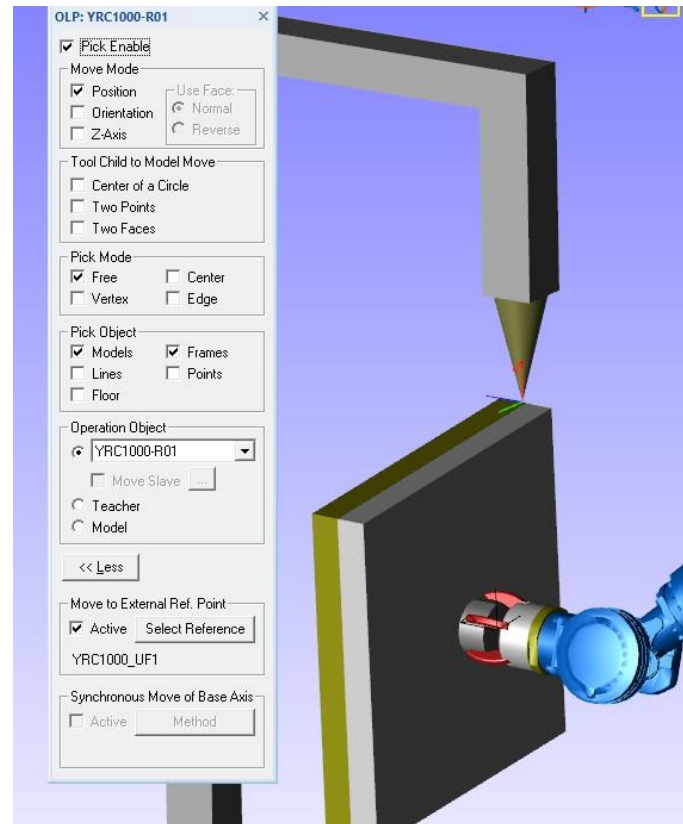 OLP: YRC1000-R01 ×
Pick Enable
Move Mode
Position
Orientation
Z-Axis
Use Face:
Normal
Reverse
Tool Child to Model Move
Center of a Circle
Two Points
Two Faces
Pick Mode
Free Center
Vertex Edge
Pick Object
Models Frames
Lines Points
Floor
Operation Object
YRC1000-R01
Move Slave ...
Teacher
Model
<< Less
Move to External Ref. Point
Active Select Reference
YRC1000_UF1
Synchronous Move of Base Axis
Active Method